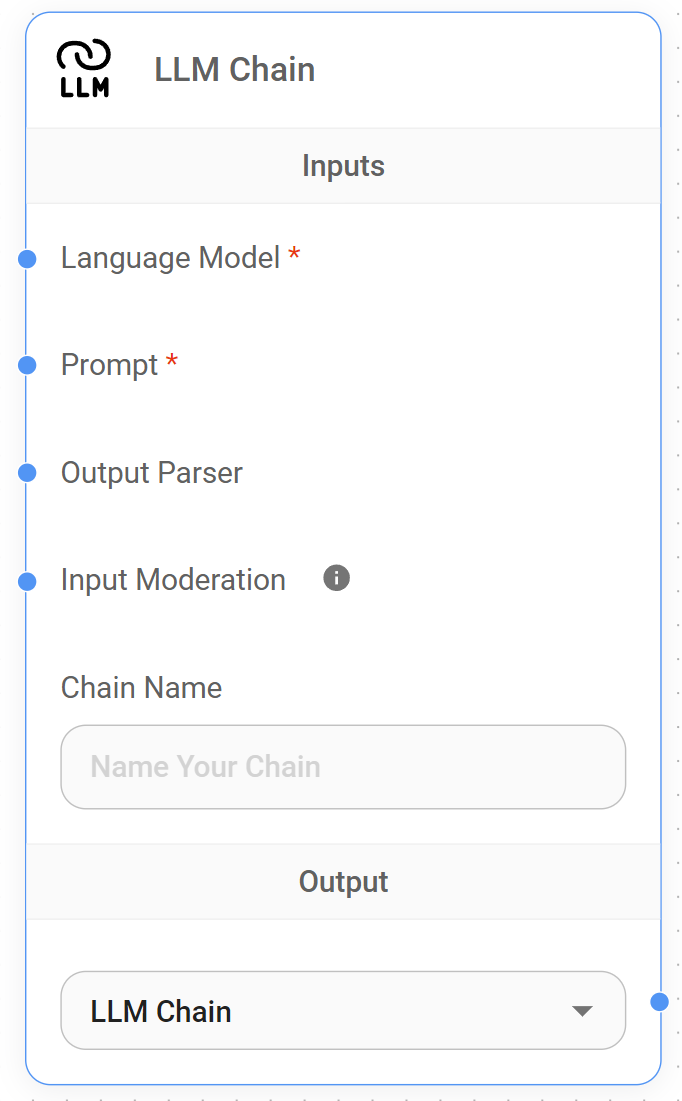 LLM
LLM Chain
Inputs
Language Model *
Prompt *
Output Parser
Input Moderation
Chain Name
Name Your Chain
Output
LLM Chain